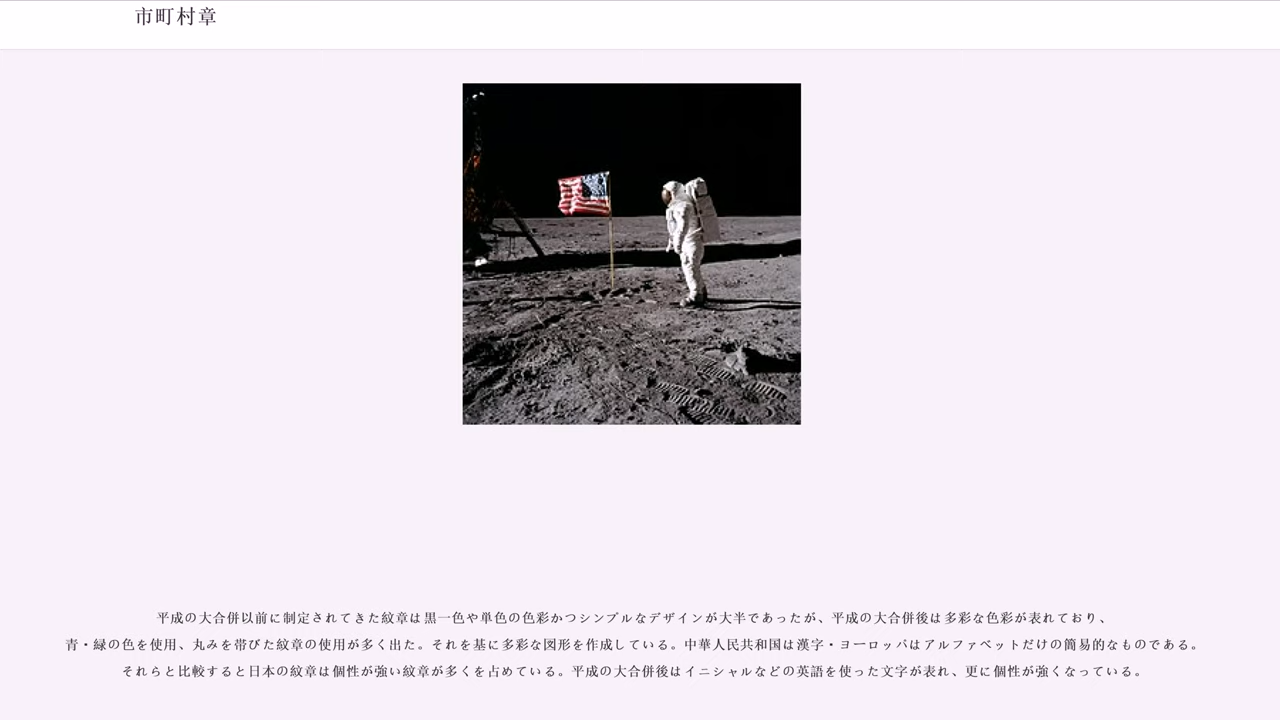 市町村章
平成の大合併以前に制定されてきた紋章は黒一色や単色の色彩かつシンプルなデザインが大半であったが、平成の大合併後は多彩な色彩が表れており、
青・緑の色を使用、丸みを帯びた紋章の使用が多く出た。それを基に多彩な図形を作成している。中華人民共和国は漢字・ヨーロッパはアルファベットだけの簡易的なものである。
それらと比較すると日本の紋章は個性が強い紋章が多くを占めている。平成の大合併後はイニシャルなどの英語を使った文字が表れ、更に個性が強くなっている。